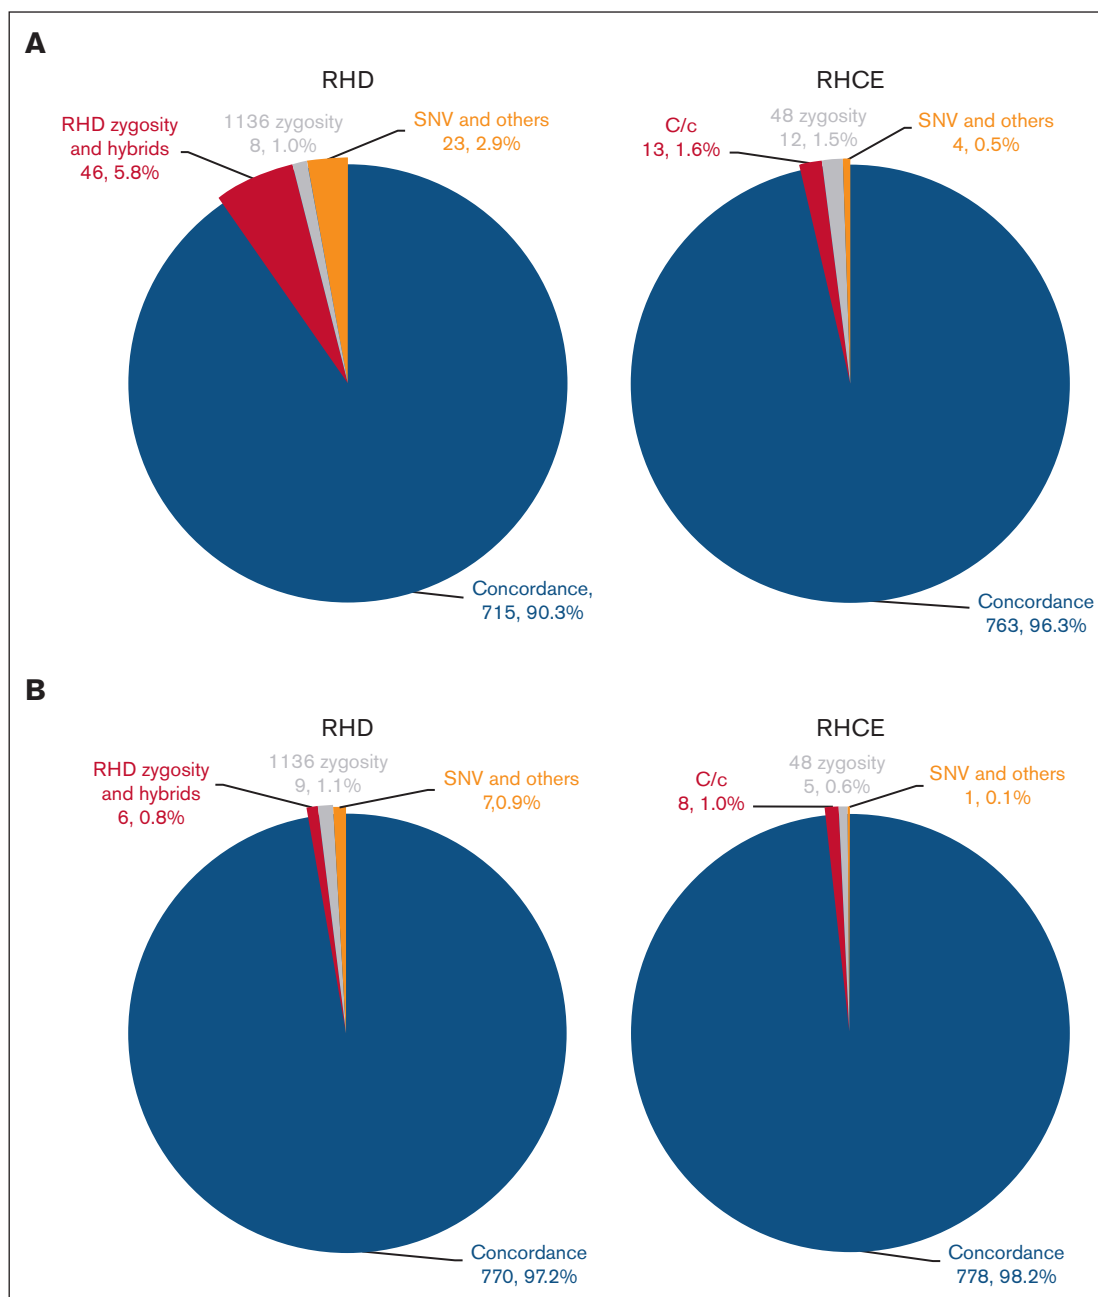 A
RHD
RHD zygosity
and hybrids
46, 5.8%
1136 zygosity
8, 1.0%
SNV and others
23, 2.9%
Concordance,
715, 90.3%
RHCE
C/c
13, 1.6%
48 zygosity
12, 1.5%
SNV and others
4, 0.5%
Concordance
763, 96.3%
B
RHD
RHD zygosity
and hybrids
6, 0.8%
1136 zygosity
9, 1.1%
SNV and others
7,0.9%
Concordance
770, 97.2%
RHCE
C/c
8, 1.0%
48 zygosity
5, 0.6%
SNV and others
1, 0.1%
Concordance
778, 98.2%